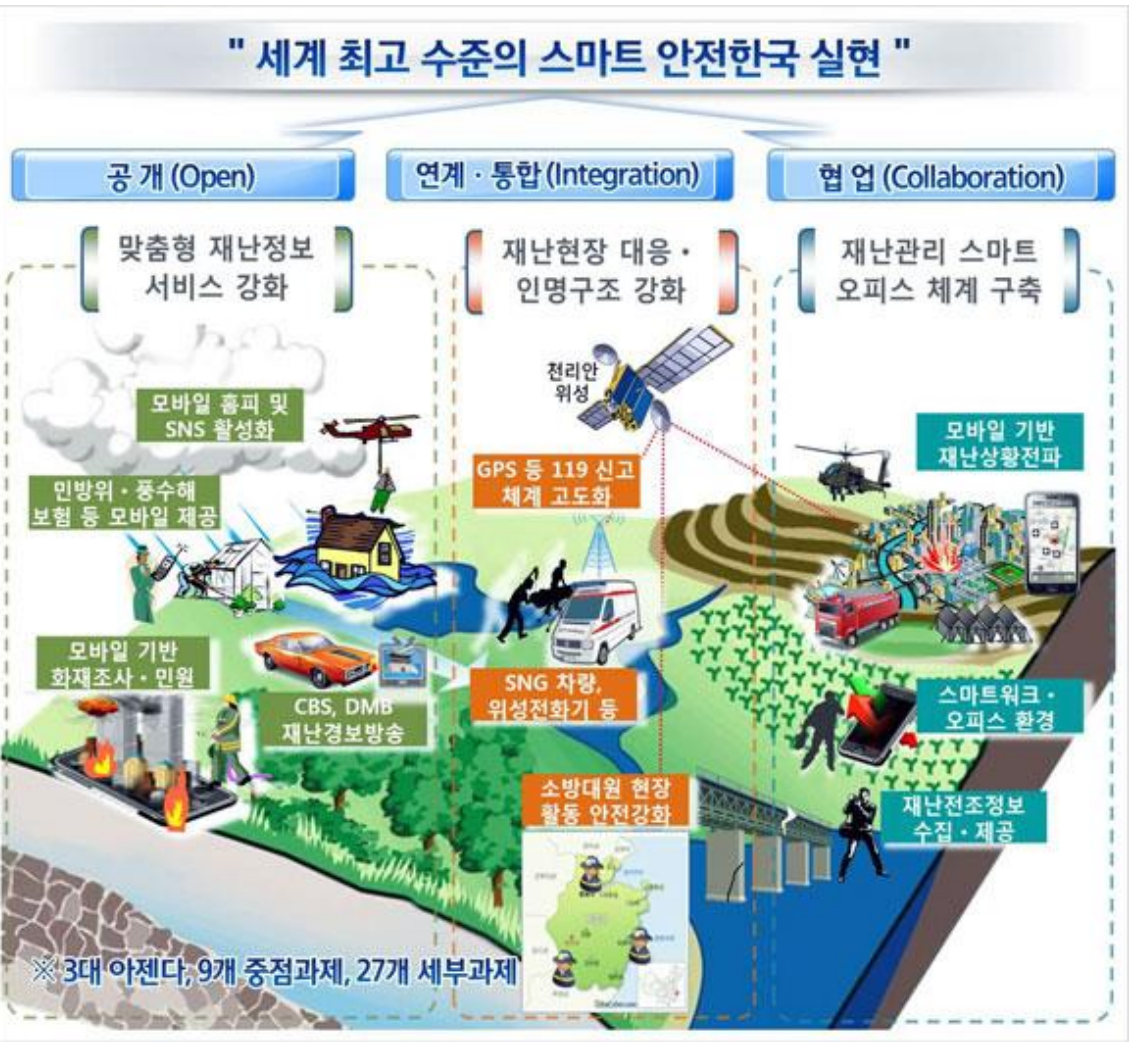 " 세계 최고 수준의 스마트 안전한국 실현 "
공 개 (Open)
연계 · 통합 (Integration)
협 업 (Collaboration)
맞춤형 재난정보
서비스 강화
재난현장 대응 ·
인명구조 강화
재난관리 스마트
오피스 체계 구축
모바일 홈피 및
SNS 활성화
민방위 · 풍수해
보험 등 모바일 제공
모바일 기반
화재조사 · 민원
CBS, DMB
재난경보방송
천리안
위성
GPS 등 119 신고
체계 고도화
SNG 차량,
위성전화기 등
소방대원 현장
활동 안전강화
모바일 기반
재난상황전파
스마트워크 ·
오피스 환경
재난전조정보
수집 · 제공
※ 3대 아젠다, 9개 중점과제, 27개 세부과제